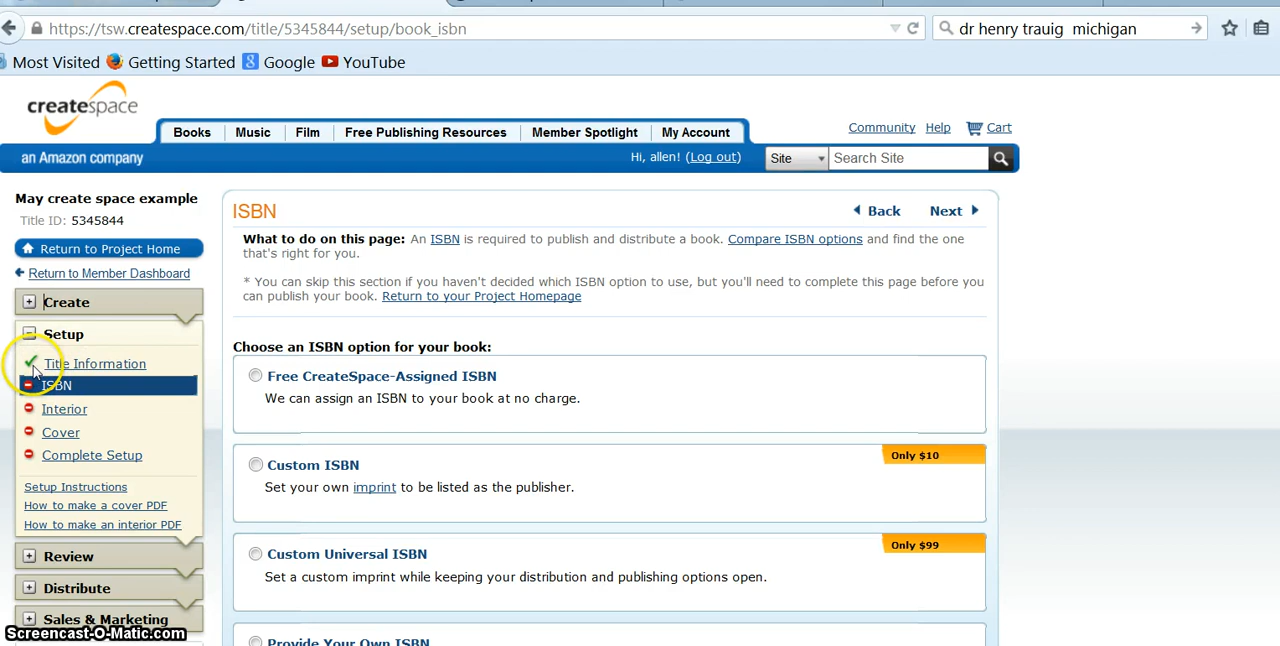 https://tsw.createspace.com/title/5345844/setup/book_isbn
dr henry trauig michigan
Most Visited Getting Started Google YouTube
createspace
an Amazon company
Books Music Film Free Publishing Resources Member Spotlight My Account
Community Help Cart
Hi, allen! (Log out) Site Search Site
May create space example
Title ID: 5345844
Return to Project Home
Return to Member Dashboard
Create
Setup
Title Information
ISBN
Interior
Cover
Complete Setup
Setup Instructions
How to make a cover PDF
How to make an interior PDF
Review
Distribute
Sales & Marketing
Screencast-O-Matic.com
ISBN
Back Next
What to do on this page: An ISBN is required to publish and distribute a book. Compare ISBN options and find the one
that's right for you.
* You can skip this section if you haven't decided which ISBN option to use, but you'll need to complete this page before you
can publish your book. Return to your Project Homepage
Choose an ISBN option for your book:
Free CreateSpace-Assigned ISBN
We can assign an ISBN to your book at no charge.
Custom ISBN
Only $10
Set your own imprint to be listed as the publisher.
Custom Universal ISBN
Only $99
Set a custom imprint while keeping your distribution and publishing options open.
Provide Your Own ISBN